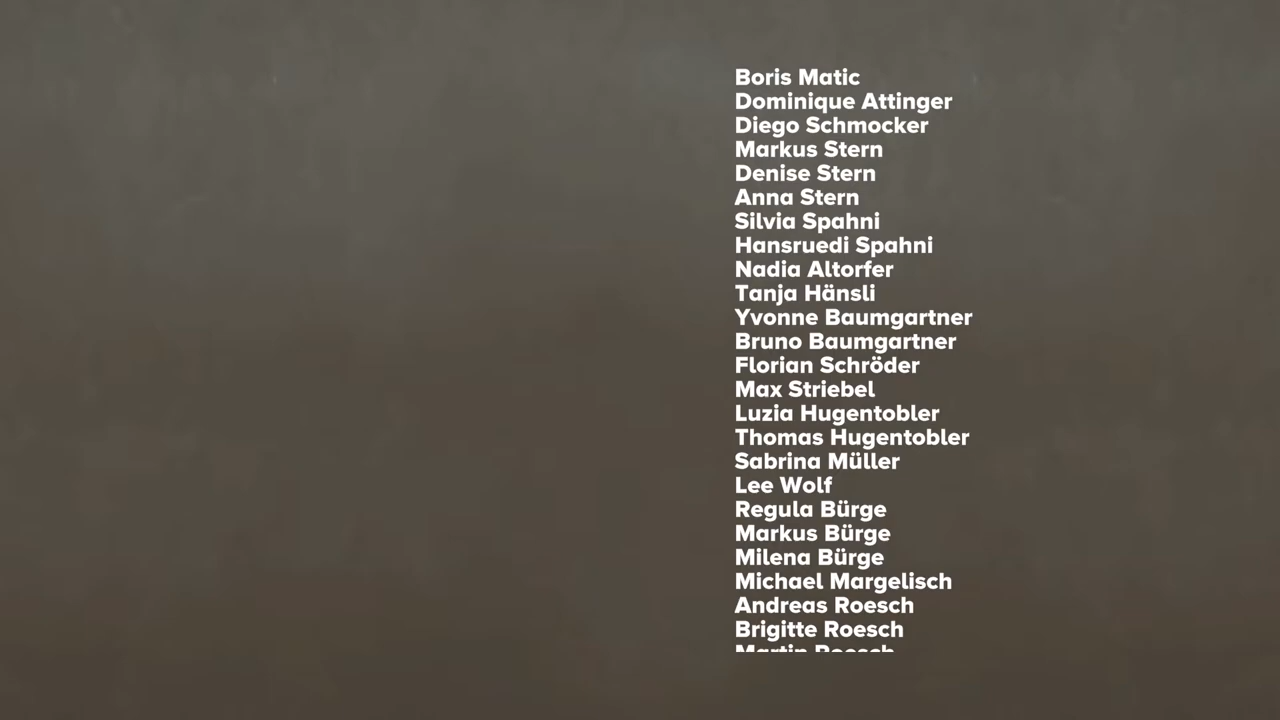 Boris Matic
Dominique Attinger
Diego Schmocker
Markus Stern
Denise Stern
Anna Stern
Silvia Spahni
Hansruedi Spahni
Nadia Altorfer
Tanja Hänsli
Yvonne Baumgartner
Bruno Baumgartner
Florian Schröder
Max Striebel
Luzia Hugentobler
Thomas Hugentobler
Sabrina Müller
Lee Wolf
Regula Bürge
Markus Bürge
Milena Bürge
Michael Margelisch
Andreas Roesch
Brigitte Roesch
Martin Roesch